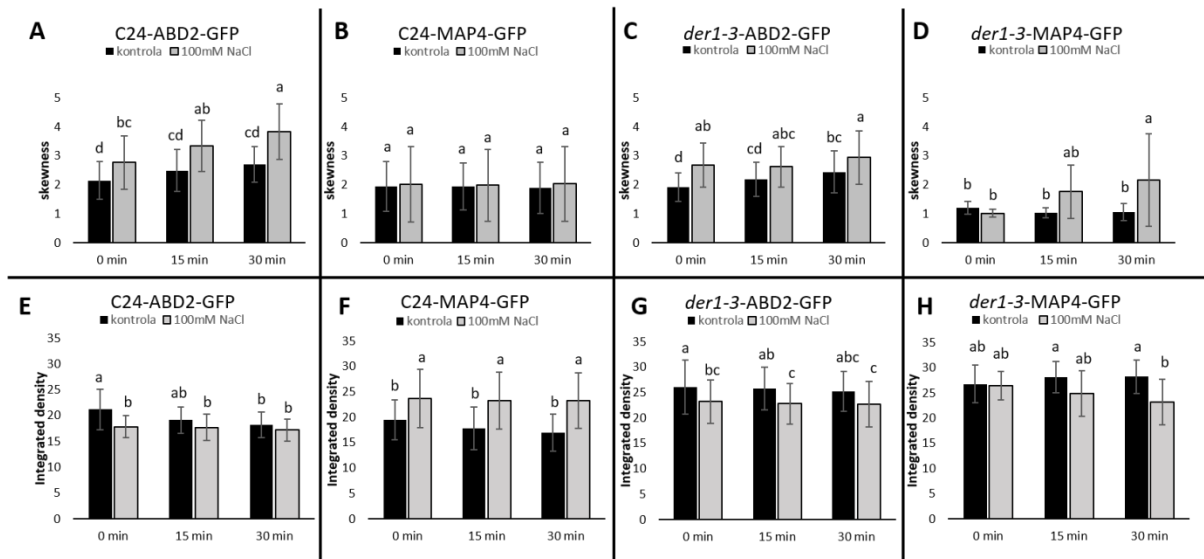 A
C24-ABD2-GFP
kontrola 100mM NaCl
skewness
5
4
3
2
1
0
d bc cd ab cd a
0 min 15 min 30 min
B
C24-MAP4-GFP
kontrola 100mM NaCl
skewness
5
4
3
2
1
0
a a a a a a
0 min 15 min 30 min
C
der1-3-ABD2-GFP
kontrola 100mM NaCl
skewness
5
4
3
2
1
0
d ab cd abc bc a
0 min 15 min 30 min
D
der1-3-MAP4-GFP
kontrola 100mM NaCl
skewness
5
4
3
2
1
0
b b b ab b a
0 min 15 min 30 min
E
C24-ABD2-GFP
kontrola 100mM NaCl
Integrated density
35
30
25
20
15
10
5
0
a b ab b b b
0 min 15 min 30 min
F
C24-MAP4-GFP
kontrola 100mM NaCl
Integrated density
35
30
25
20
15
10
5
0
b a b a b a
0 min 15 min 30 min
G
der1-3-ABD2-GFP
kontrola 100mM NaCl
Integrated density
35
30
25
20
15
10
5
0
a bc ab c abc c
0 min 15 min 30 min
H
der1-3-MAP4-GFP
kontrola 100mM NaCl
Integrated density
35
30
25
20
15
10
5
0
ab ab a ab a b
0 min 15 min 30 min